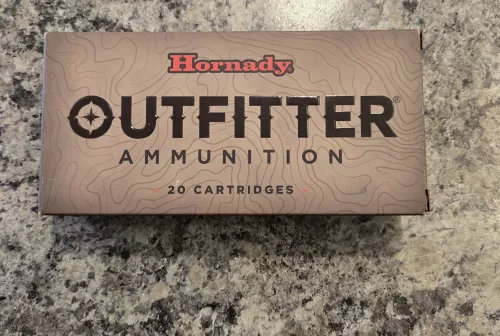 Hornady
OUTFITTER®
AMMUNITION
20 CARTRIDGES